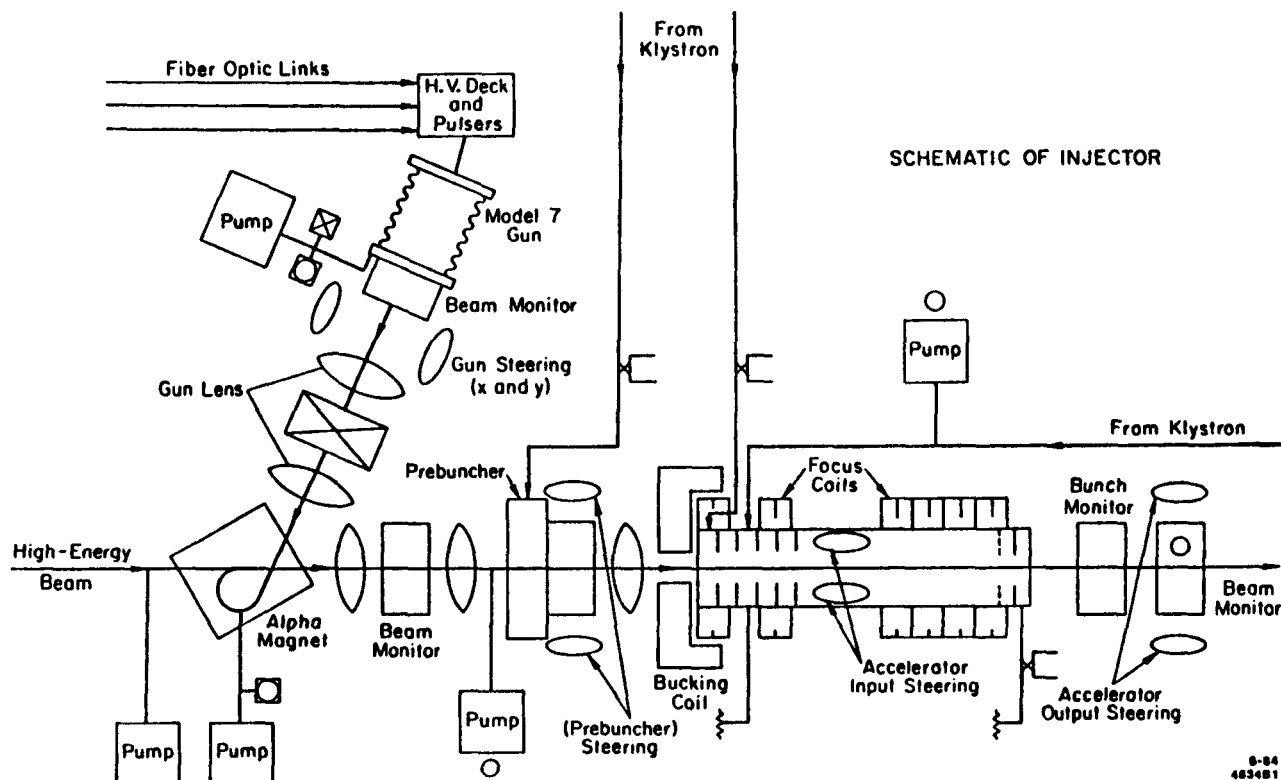 From
Klystron
Fiber Optic Links
H.V. Deck
and
Pulsers
SCHEMATIC OF INJECTOR
Pump
Model 7
Gun
Beam Monitor
Gun Steering
(x and y)
Pump
Gun Lens
From Klystron
Prebuncher
Focus
Coils
Bunch
Monitor
High-Energy
Beam
Alpha
Magnet
Beam
Monitor
Beam
Monitor
Bucking
Coil
Accelerator
Input Steering
Accelerator
Output Steering
(Prebuncher)
Steering
Pump
Pump
Pump
6-84
4834B1